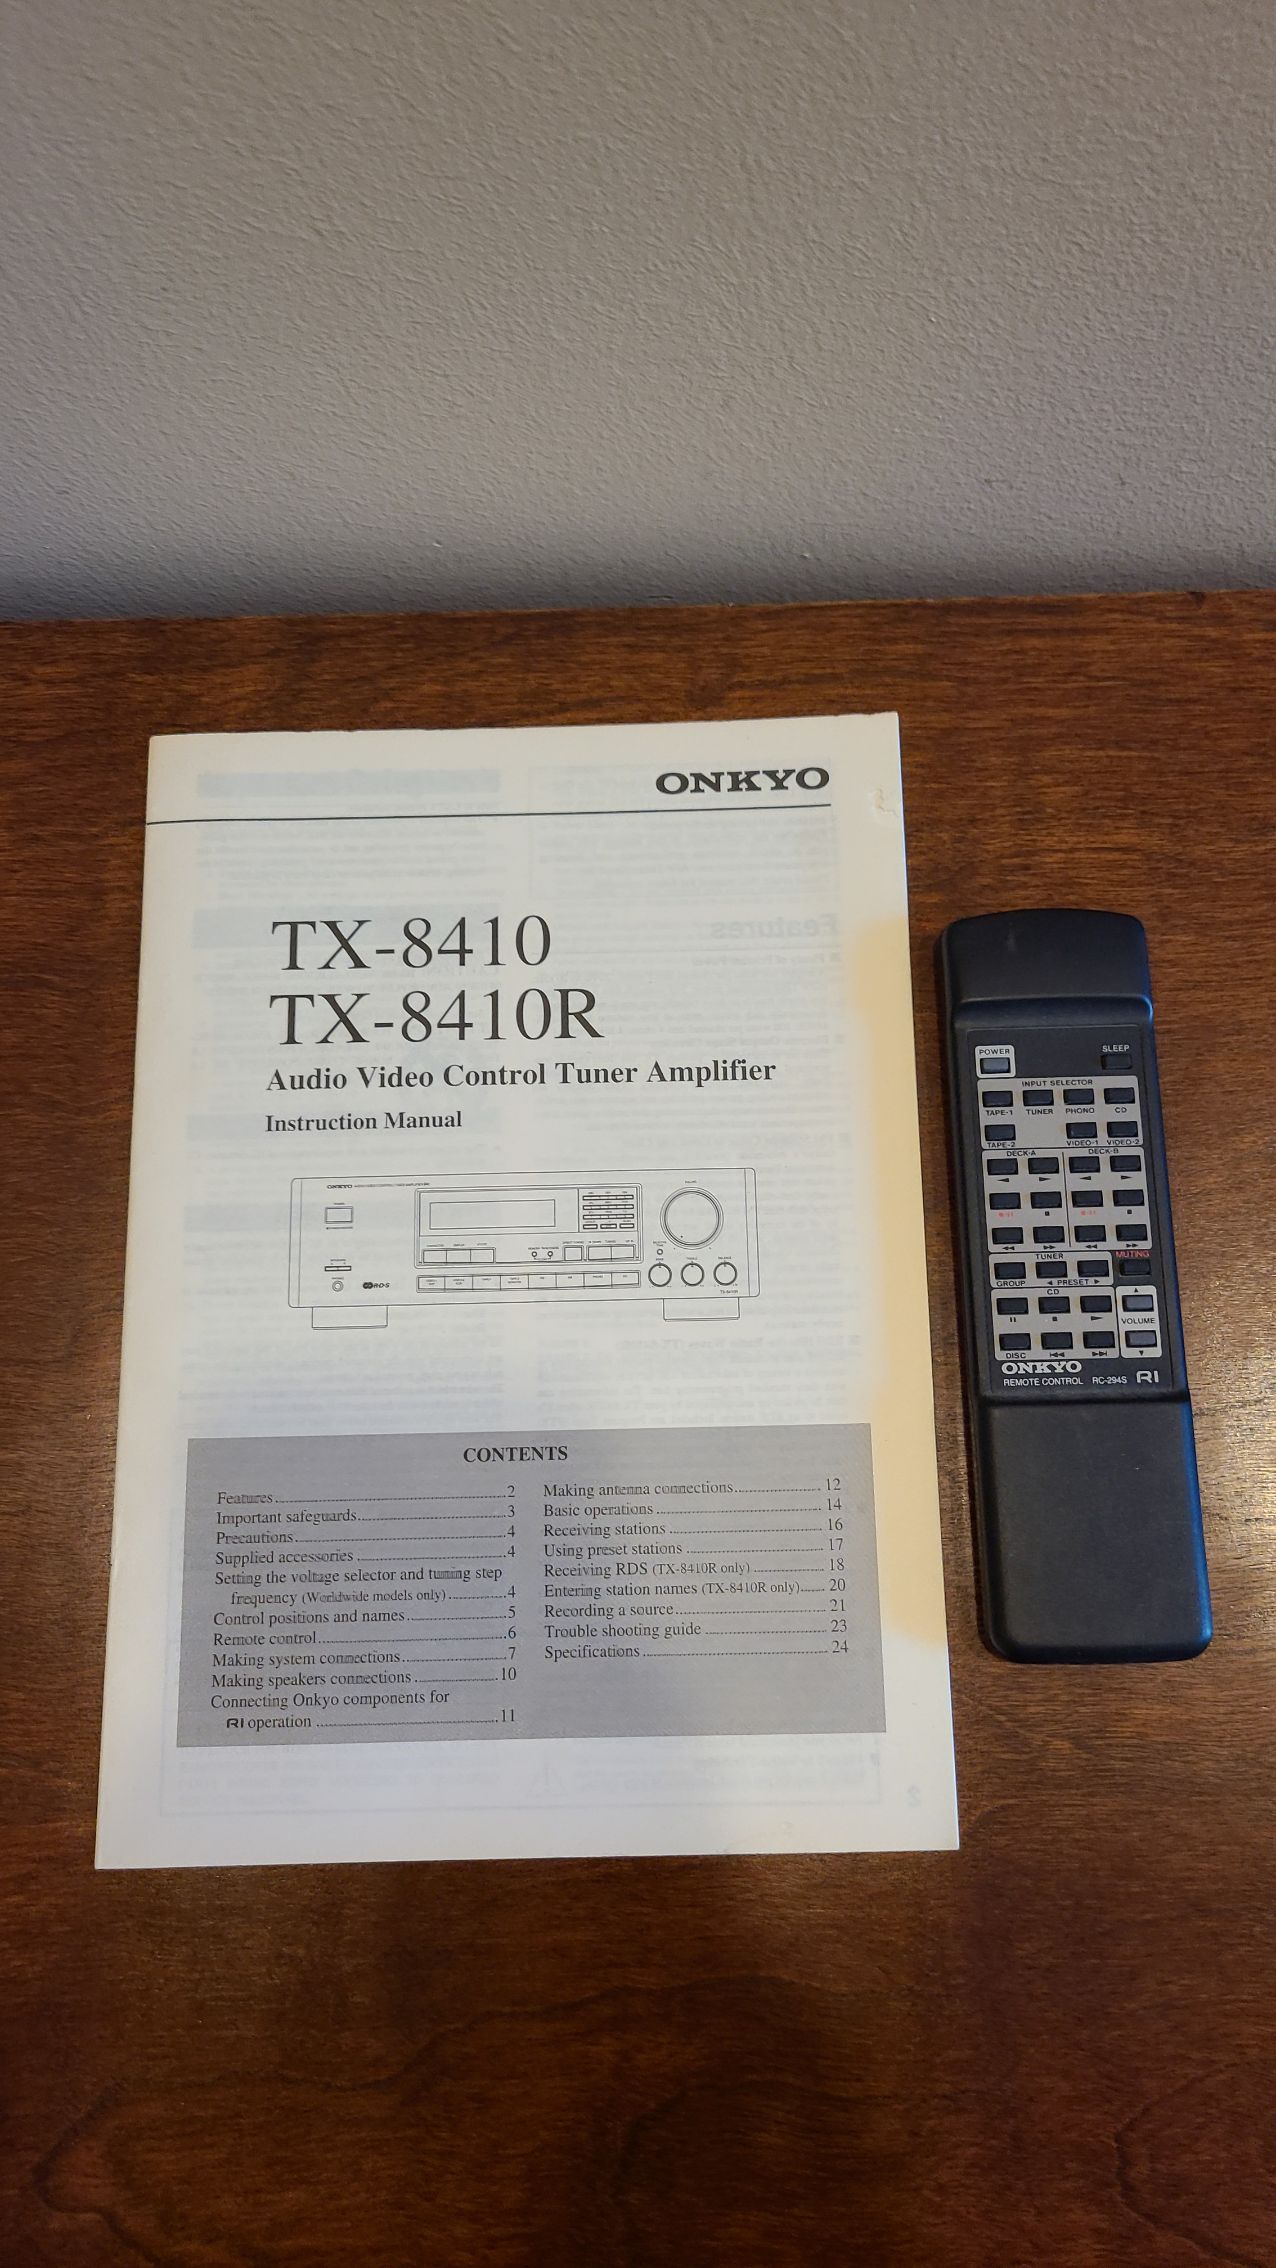 ONKYO
TX-8410
TX-8410R
Audio Video Control Tuner Amplifier
Instruction Manual
ONKYO
RDS
TX-8410R
CONTENTS
Features 2
Important safeguards 3
Precautions 4
Supplied accessories 4
Setting the voltage selector and tuning step
frequency (Worldwide models only) 4
Control positions and names 5
Remote control 6
Making system connections 7
Making speakers connections 10
Connecting Onkyo components for
RI operation 11
Making antenna connections 12
Basic operations 14
Receiving stations 16
Using preset stations 17
Receiving RDS (TX-8410R only) 18
Entering station names (TX-8410R only) 20
Recording a source 21
Trouble shooting guide 23
Specifications 24
POWER SLEEP
INPUT SELECTOR
TAPE-1 TUNER PHONO CD
TAPE-2 VIDEO-1 VIDEO-2
DECK-A DECK-B
TUNER MUTING
GROUP ◄ PRESET ►
CD
VOLUME
DISC
ONKYO
REMOTE CONTROL RC-294S RI